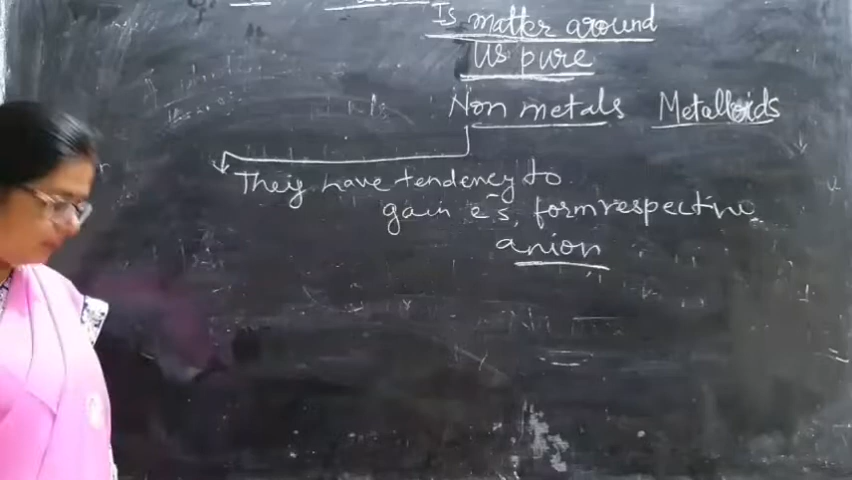 Is matter around
us pure
Non metals Metalloids
They have tendency to
gain e⁻s, form respective
anion